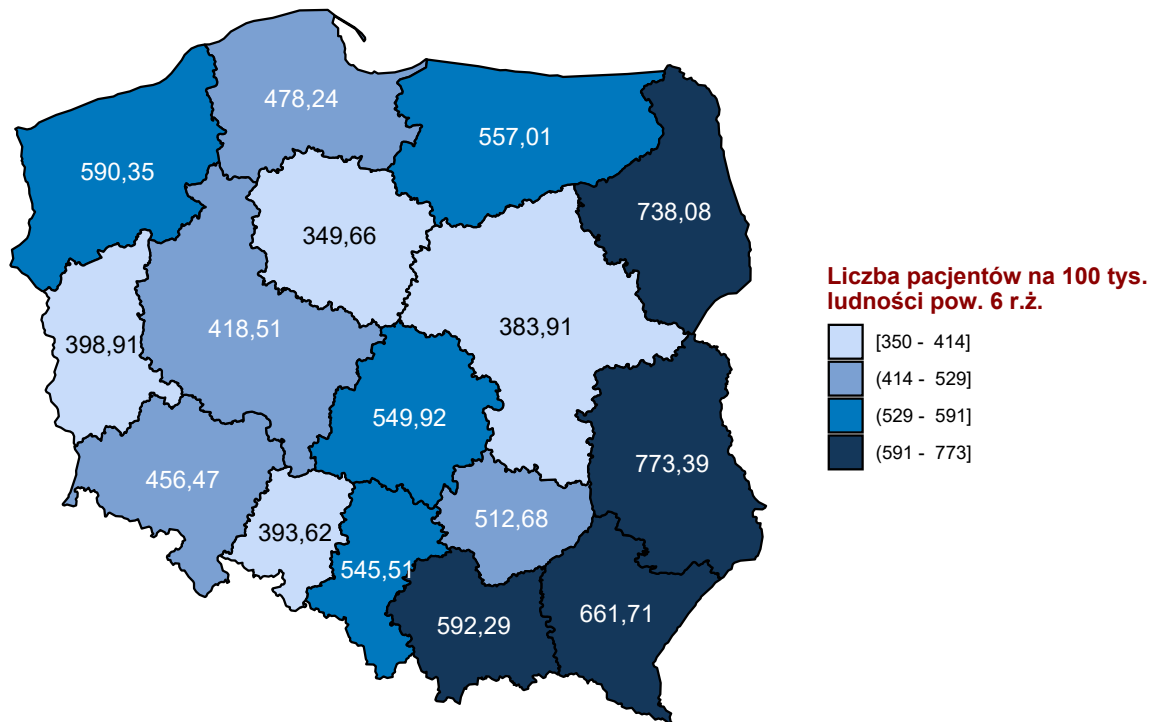 478,24
557,01
590,35
738,08
349,66
418,51
383,91
398,91
549,92
773,39
456,47
512,68
393,62
545,51
661,71
592,29
Liczba pacjentów na 100 tys.
ludności pow. 6 r.ż.
[350 - 414]
(414 - 529]
(529 - 591]
(591 - 773]